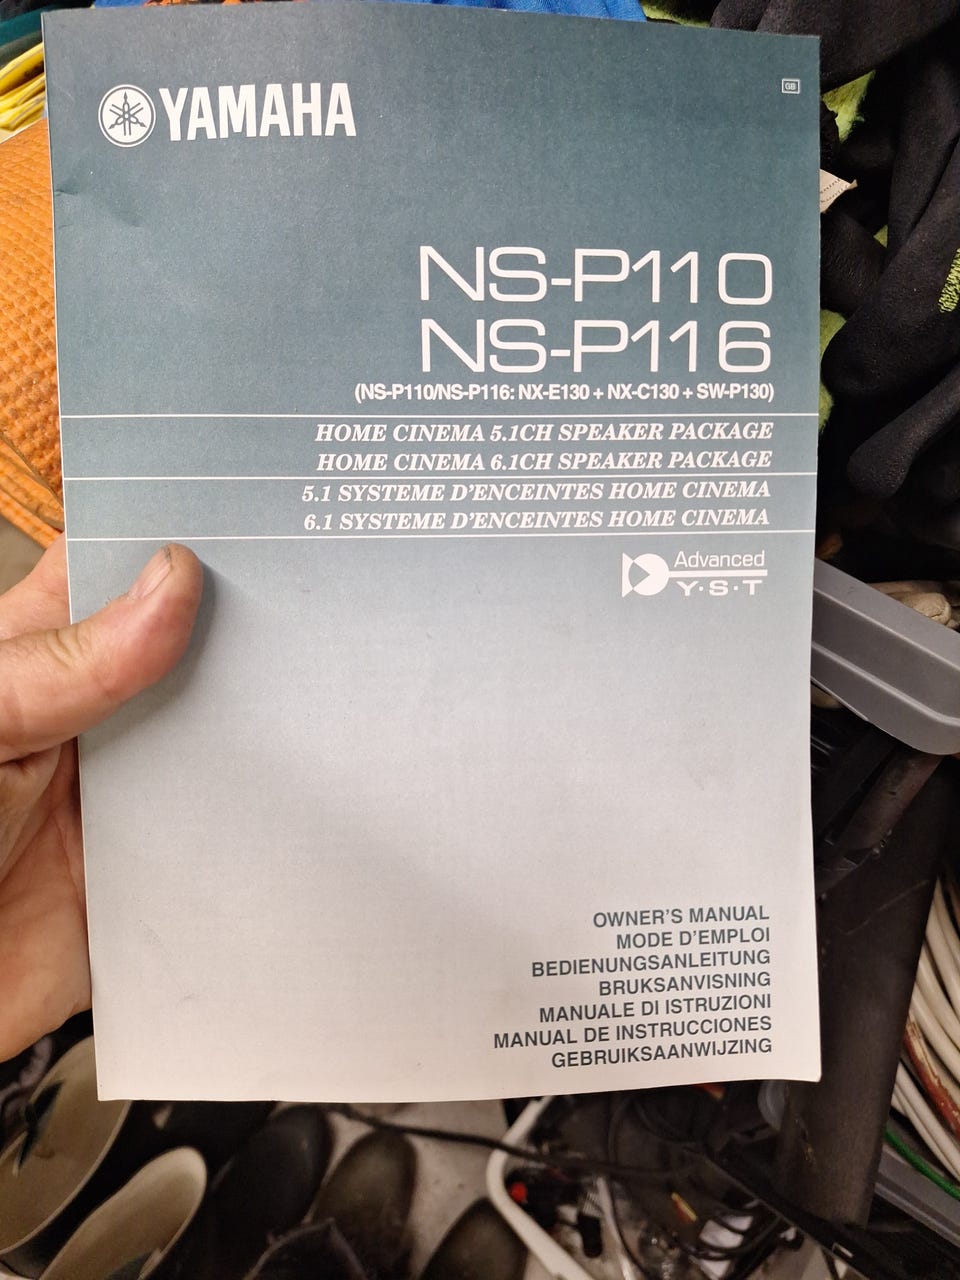 YAMAHA
GB
NS-P110
NS-P116
(NS-P110/NS-P116: NX-E130 + NX-C130 + SW-P130)
HOME CINEMA 5.1CH SPEAKER PACKAGE
HOME CINEMA 6.1CH SPEAKER PACKAGE
5.1 SYSTEME D'ENCEINTES HOME CINEMA
6.1 SYSTEME D'ENCEINTES HOME CINEMA
Advanced
Y·S·T
OWNER'S MANUAL
MODE D'EMPLOI
BEDIENUNGSANLEITUNG
BRUKSANVISNING
MANUALE DI ISTRUZIONI
MANUAL DE INSTRUCCIONES
GEBRUIKSAANWIJZING